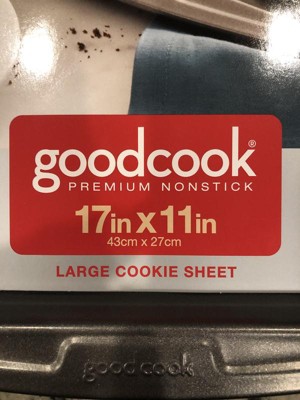 goodcook®
PREMIUM NONSTICK
17in x 11in
43cm x 27cm
LARGE COOKIE SHEET
goodcook